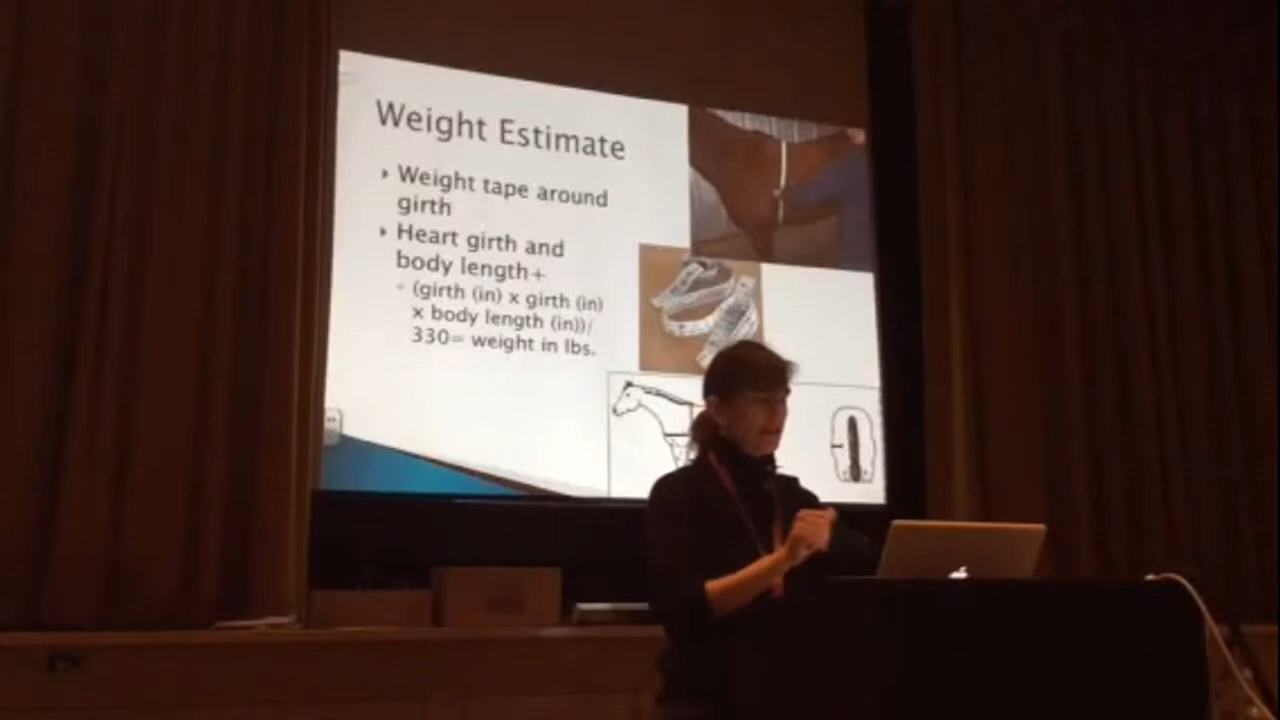 Weight Estimate
Weight tape around
girth
Heart girth and
body length+
(girth (in) x girth (in)
x body length (in))/
330= weight in lbs.